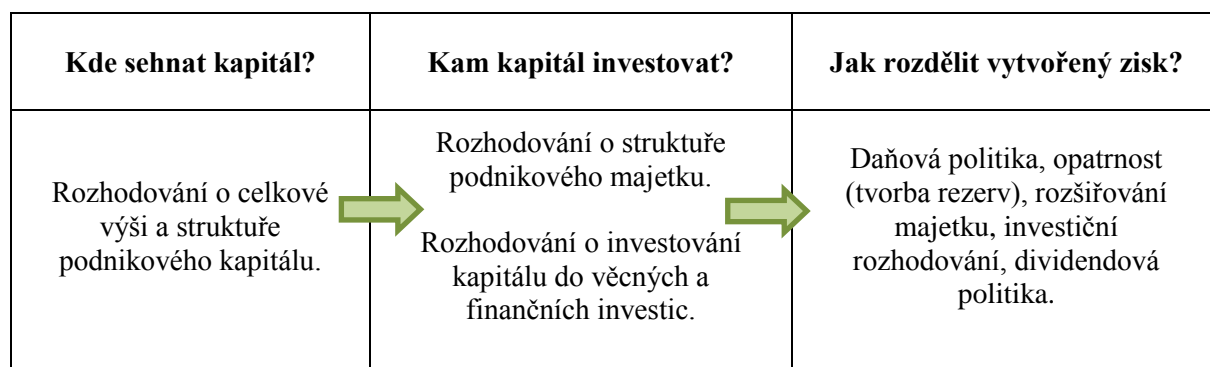 Kde sehnat kapitál?
Kam kapitál investovat?
Jak rozdělit vytvořený zisk?
Rozhodování o celkové
výši a struktuře
podnikového kapitálu.
Rozhodování o struktuře
podnikového majetku.
Rozhodování o investování
kapitálu do věcných a
finančních investic.
Daňová politika, opatrnost
(tvorba rezerv), rozšiřování
majetku, investiční
rozhodování, dividendová
politika.